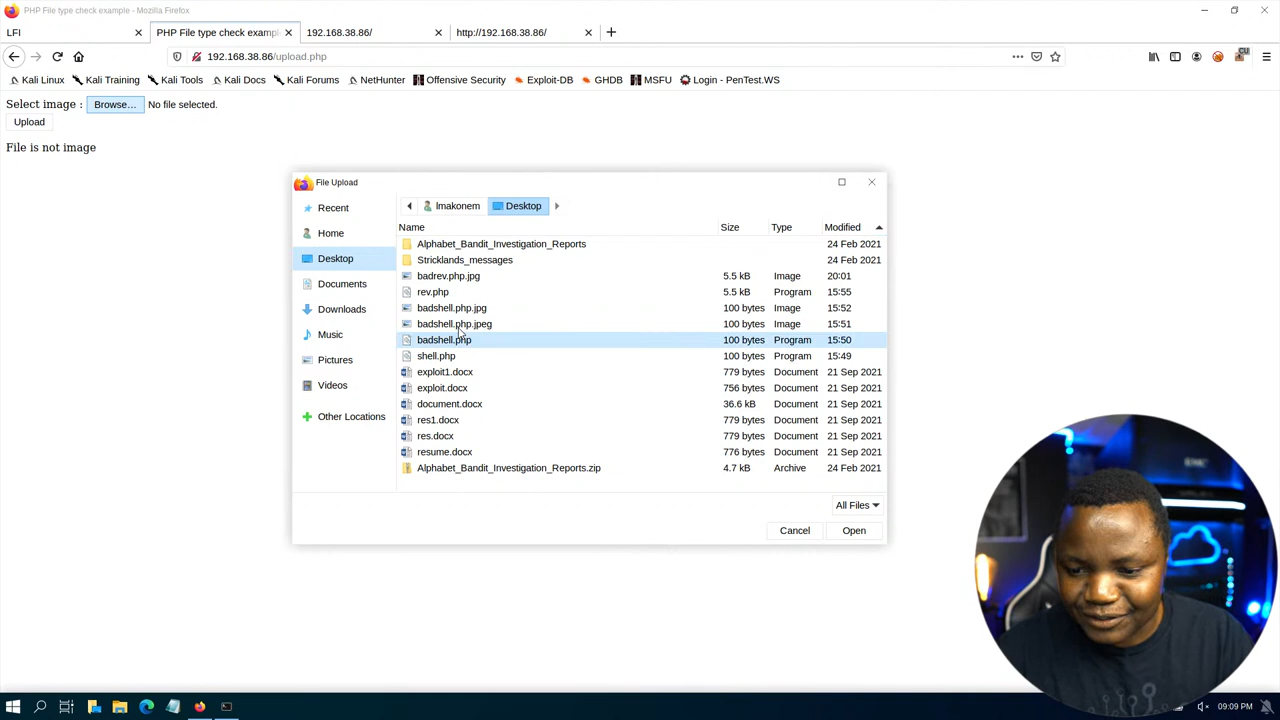 PHP File type check example - Mozilla Firefox
LFI
PHP File type check exampl
192.168.38.86/
http://192.168.38.86/
192.168.38.86/upload.php
Kali Linux Kali Training Kali Tools Kali Docs Kali Forums NetHunter Offensive Security Exploit-DB GHDB MSFU Login - PenTest.WS
Select image : Browse... No file selected.
Upload
File is not image
File Upload
lmakonem Desktop
Recent
Home
Desktop
Documents
Downloads
Music
Pictures
Videos
Other Locations
Name Size Type Modified
Alphabet_Bandit_Investigation_Reports 24 Feb 2021
Stricklands_messages 24 Feb 2021
badrev.php.jpg 5.5 kB Image 20:01
rev.php 5.5 kB Program 15:55
badshell.php.jpg 100 bytes Image 15:52
badshell.php.jpeg 100 bytes Image 15:51
badshell.php 100 bytes Program 15:50
shell.php 100 bytes Program 15:49
exploit1.docx 779 bytes Document 21 Sep 2021
exploit.docx 756 bytes Document 21 Sep 2021
document.docx 36.6 kB Document 21 Sep 2021
res1.docx 779 bytes Document 21 Sep 2021
res.docx 779 bytes Document 21 Sep 2021
resume.docx 776 bytes Document 21 Sep 2021
Alphabet_Bandit_Investigation_Reports.zip 4.7 kB Archive 24 Feb 2021
All Files
Cancel Open
09:09 PM